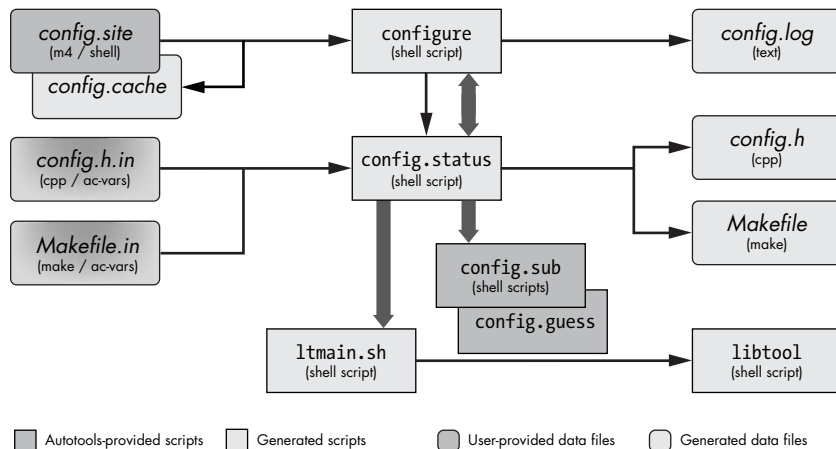 config.site
(m4 / shell)
config.cache
configure
(shell script)
config.log
(text)
config.h.in
(cpp / ac-vars)
config.status
(shell script)
config.h
(cpp)
Makefile.in
(make / ac-vars)
Makefile
(make)
config.sub
(shell scripts)
config.guess
ltmain.sh
(shell script)
libtool
(shell script)
Autotools-provided scripts
Generated scripts
User-provided data files
Generated data files